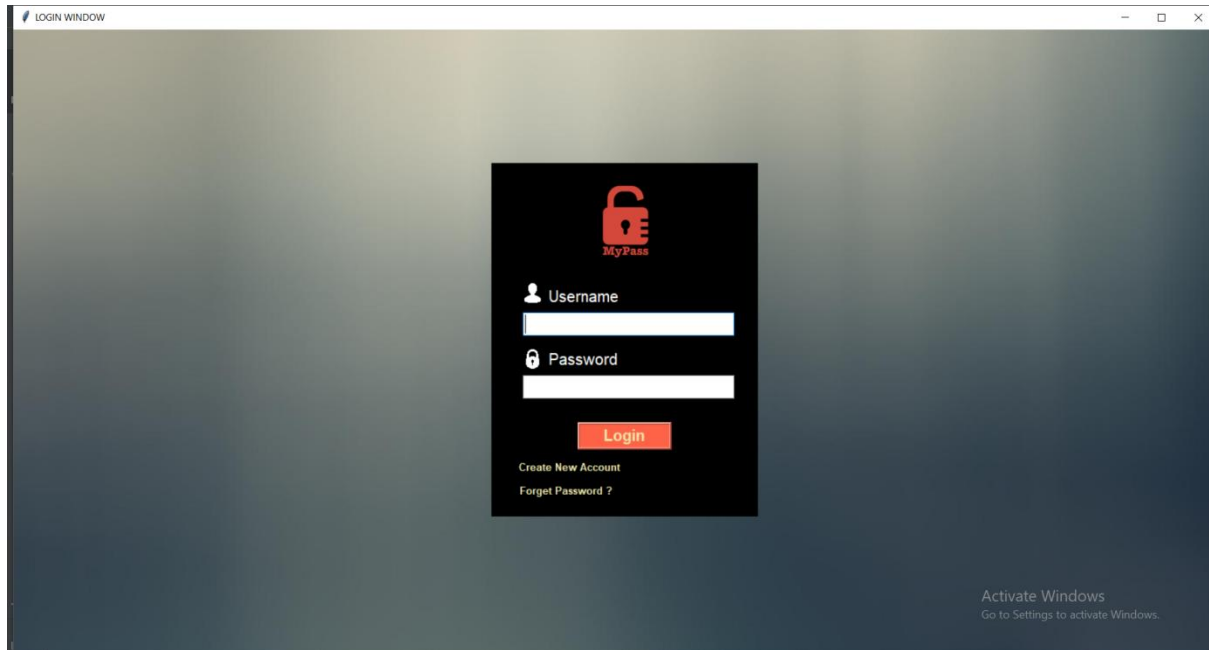 LOGIN WINDOW
MyPass
Username
Password
Login
Create New Account
Forget Password ?
Activate Windows
Go to Settings to activate Windows.